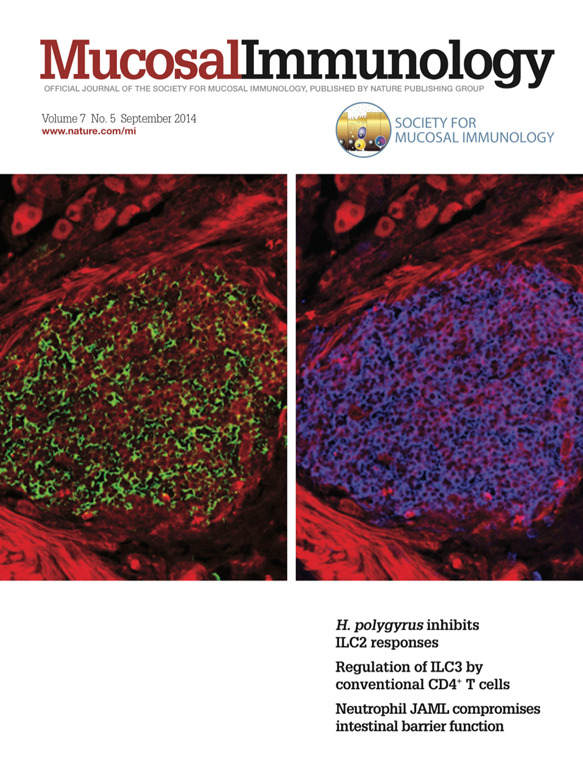 MucosalImmunology
OFFICIAL JOURNAL OF THE SOCIETY FOR MUCOSAL IMMUNOLOGY, PUBLISHED BY NATURE PUBLISHING GROUP
Volume 7 No. 5 September 2014
www.nature.com/mi
SOCIETY FOR
MUCOSAL IMMUNOLOGY
H. polygyrus inhibits
ILC2 responses
Regulation of ILC3 by
conventional CD4⁺ T cells
Neutrophil JAML compromises
intestinal barrier function